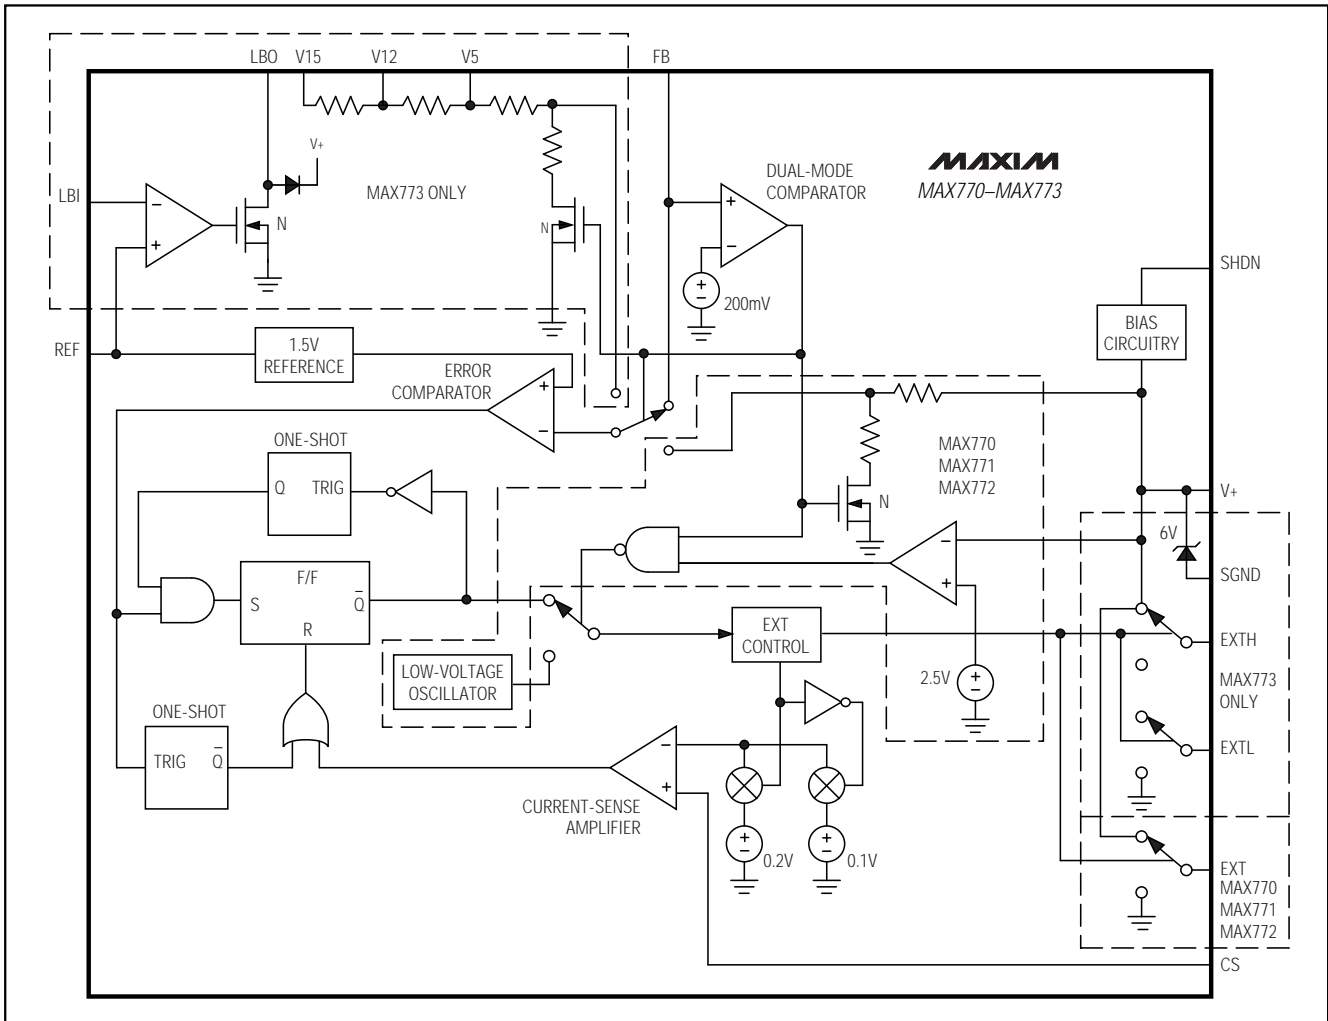 LBO V15 V12 V5 FB
V+
LBI
− +
N
MAX773 ONLY
N
DUAL-MODE
COMPARATOR
+ −
+ −
200mV
MAXIM
MAX770–MAX773
SHDN
BIAS
CIRCUITRY
REF
1.5V
REFERENCE
ERROR
COMPARATOR
+ −
MAX770
MAX771
MAX772
N
ONE-SHOT
Q TRIG
V+
6V
SGND
F/F
S Q̅
R
− +
EXT
CONTROL
2.5V
+ −
LOW-VOLTAGE
OSCILLATOR
EXTH
MAX773
ONLY
EXTL
ONE-SHOT
TRIG Q̅
− +
CURRENT-SENSE
AMPLIFIER
+ −
0.2V
+ −
0.1V
EXT
MAX770
MAX771
MAX772
CS